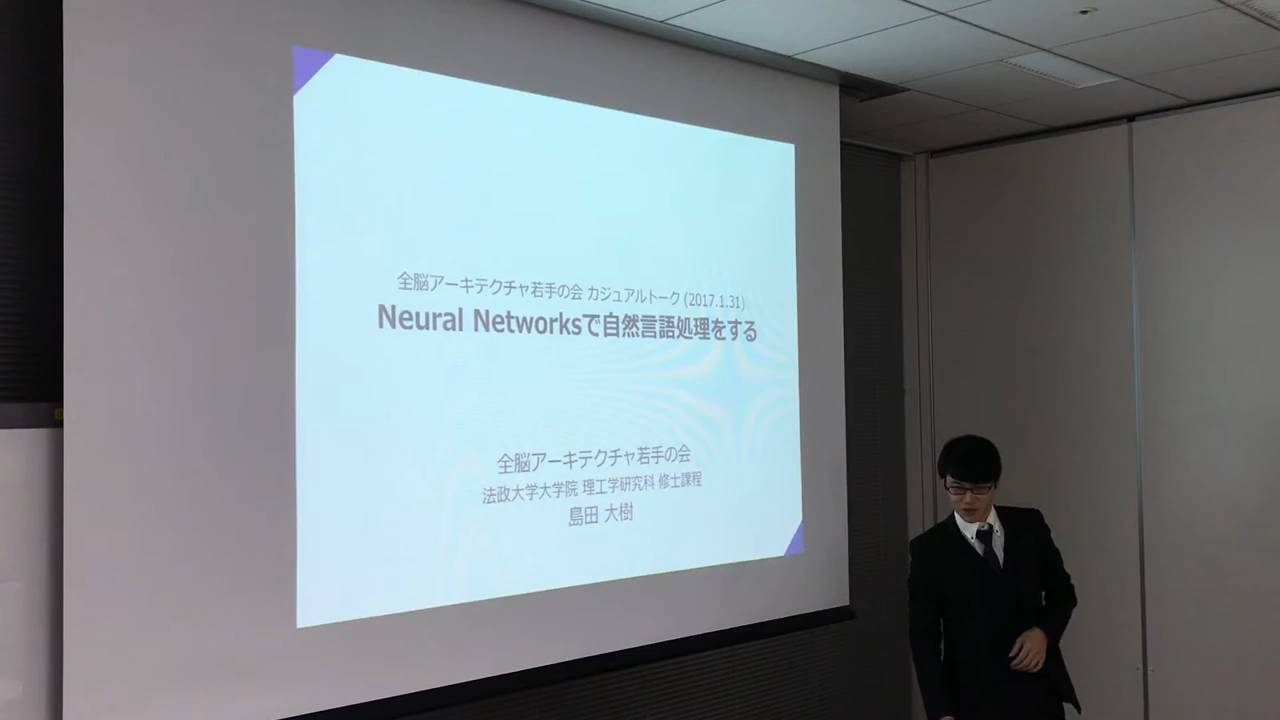 全脳アーキテクチャ若手の会 カジュアルトーク (2017.1.31)
Neural Networksで自然言語処理をする
全脳アーキテクチャ若手の会
法政大学大学院 理工学研究科 修士課程
島田 大樹